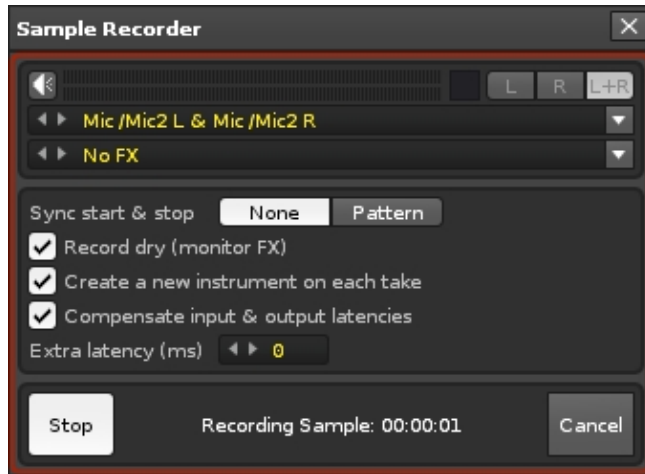 Sample Recorder
L R L+R
Mic /Mic2 L & Mic /Mic2 R
No FX
Sync start & stop None Pattern
Record dry (monitor FX)
Create a new instrument on each take
Compensate input & output latencies
Extra latency (ms) 0
Stop Recording Sample: 00:00:01 Cancel